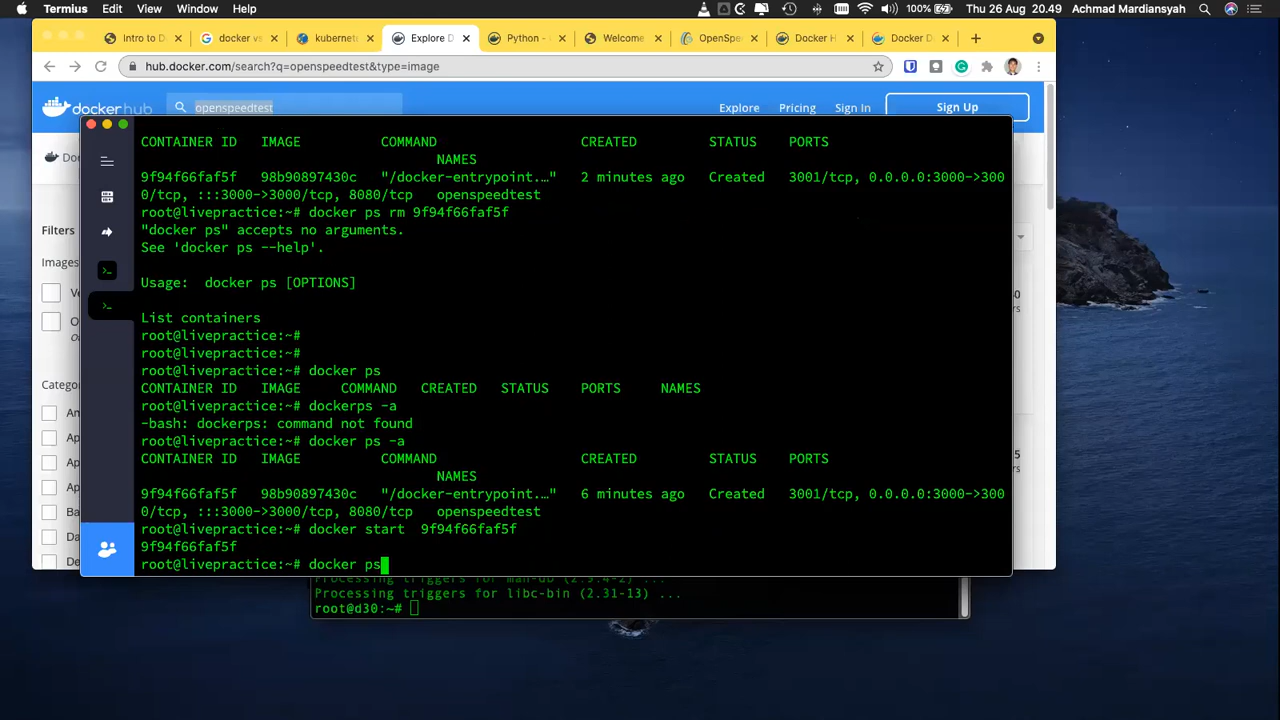 Termius Edit View Window Help 100% Thu 26 Aug 20.49 Achmad Mardiansyah
Intro to D docker vs kubernet Explore D Python - Welcome OpenSpe Docker H Docker D
hub.docker.com/search?q=openspeedtest&type=image
dockerhub openspeedtest Explore Pricing Sign In Sign Up
CONTAINER ID IMAGE COMMAND CREATED STATUS PORTS
NAMES
9f94f66faf5f 98b90897430c "/docker-entrypoint.…" 2 minutes ago Created 3001/tcp, 0.0.0.0:3000->300
0/tcp, :::3000->3000/tcp, 8080/tcp openspeedtest
root@livepractice:~# docker ps rm 9f94f66faf5f
"docker ps" accepts no arguments.
See 'docker ps --help'.
Usage: docker ps [OPTIONS]
List containers
root@livepractice:~#
root@livepractice:~#
root@livepractice:~# docker ps
CONTAINER ID IMAGE COMMAND CREATED STATUS PORTS NAMES
root@livepractice:~# dockerps -a
-bash: dockerps: command not found
root@livepractice:~# docker ps -a
CONTAINER ID IMAGE COMMAND CREATED STATUS PORTS
NAMES
9f94f66faf5f 98b90897430c "/docker-entrypoint.…" 6 minutes ago Created 3001/tcp, 0.0.0.0:3000->300
0/tcp, :::3000->3000/tcp, 8080/tcp openspeedtest
root@livepractice:~# docker start 9f94f66faf5f
9f94f66faf5f
root@livepractice:~# docker ps
Filters
Images
Categor
An
Ap
Ap
Ap
Ba
Da
De
Processing triggers for man-db (2.9.4-2) ...
Processing triggers for libc-bin (2.31-13) ...
root@d30:~#